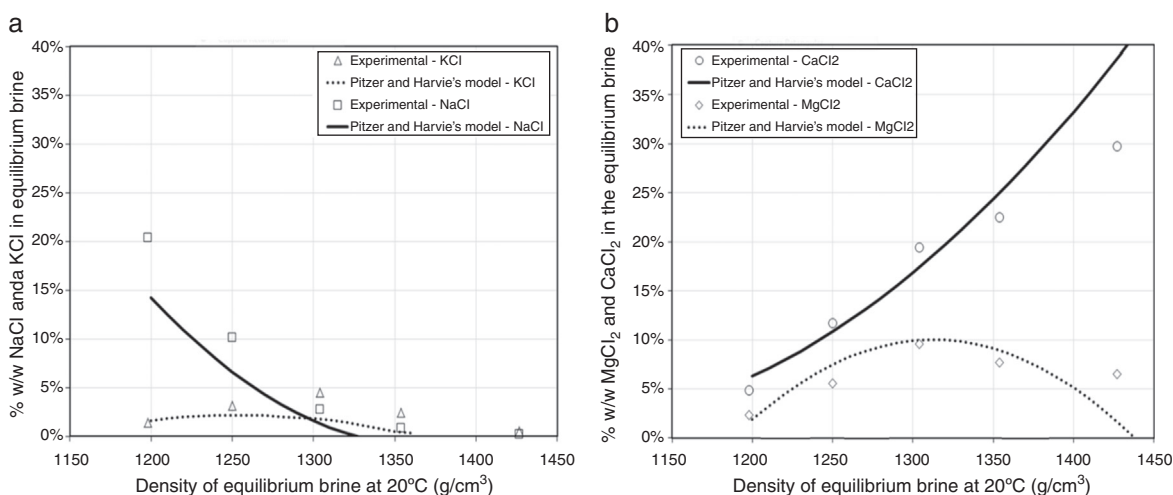 a
40%
35%
30%
25%
20%
15%
10%
5%
0%
% w/w NaCl anda KCl in equilibrium brine
Experimental - KCl
Pitzer and Harvie's model - KCl
Experimental - NaCl
Pitzer and Harvie's model - NaCl
1150 1200 1250 1300 1350 1400 1450
Density of equilibrium brine at 20ºC (g/cm³)
b
40%
35%
30%
25%
20%
15%
10%
5%
0%
% w/w MgCl₂ and CaCl₂ in the equilibrium brine
Experimental - CaCl2
Pitzer and Harvie's model - CaCl2
Experimental - MgCl2
Pitzer and Harvie's model - MgCl2
1150 1200 1250 1300 1350 1400 1450
Density of equilibrium brine at 20ºC (g/cm³)